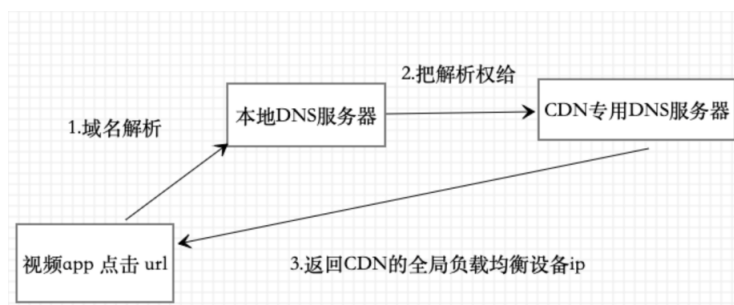 2.把解析权给
本地DNS服务器
CDN专用DNS服务器
1.域名解析
视频app 点击 url
3.返回CDN的全局负载均衡设备ip